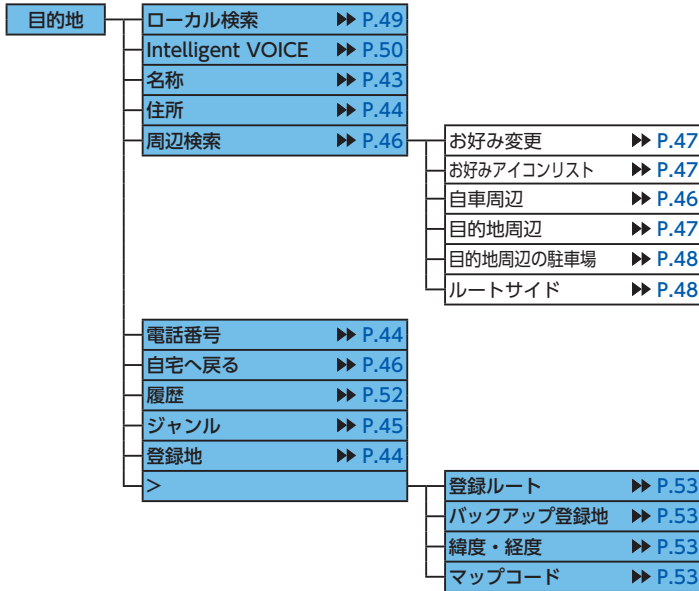 目的地
ローカル検索 ▶▶ P.49
Intelligent VOICE ▶▶ P.50
名称 ▶▶ P.43
住所 ▶▶ P.44
周辺検索 ▶▶ P.46
お好み変更 ▶▶ P.47
お好みアイコンリスト ▶▶ P.47
自車周辺 ▶▶ P.46
目的地周辺 ▶▶ P.47
目的地周辺の駐車場 ▶▶ P.48
ルートサイド ▶▶ P.48
電話番号 ▶▶ P.44
自宅へ戻る ▶▶ P.46
履歴 ▶▶ P.52
ジャンル ▶▶ P.45
登録地 ▶▶ P.44
>
登録ルート ▶▶ P.53
バックアップ登録地 ▶▶ P.53
緯度・経度 ▶▶ P.53
マップコード ▶▶ P.53